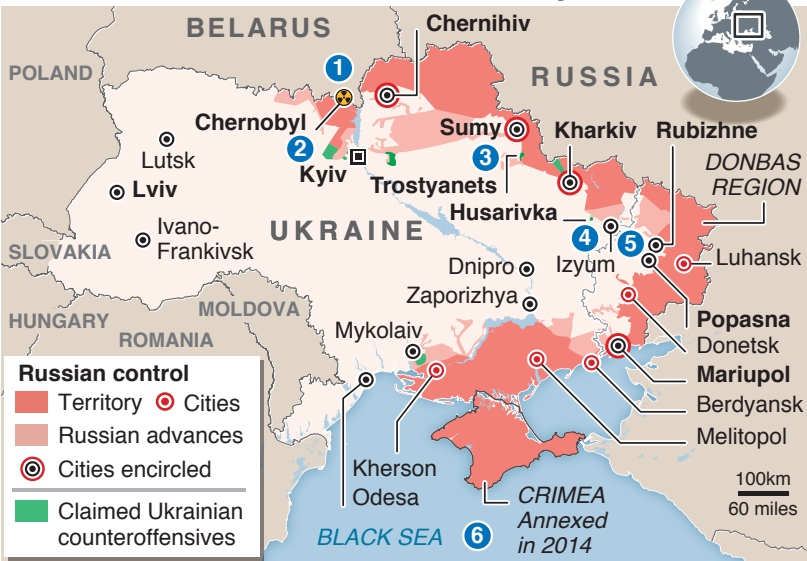 BELARUS
Chernihiv
POLAND
1
RUSSIA
Chernobyl
Sumy
Kharkiv
Rubizhne
2
Lutsk
Kyiv
3
Trostyanets
DONBAS
REGION
Lviv
Husarivka
UKRAINE
Ivano-
Frankivsk
4
5
SLOVAKIA
Dnipro
Izyum
Luhansk
Zaporizhya
MOLDOVA
HUNGARY
ROMANIA
Mykolaiv
Popasna
Donetsk
Mariupol
Berdyansk
Melitopol
Russian control
Territory
Cities
Russian advances
Cities encircled
Claimed Ukrainian
counteroffensives
Kherson
Odesa
BLACK SEA
6
CRIMEA
Annexed
in 2014
100km
60 miles